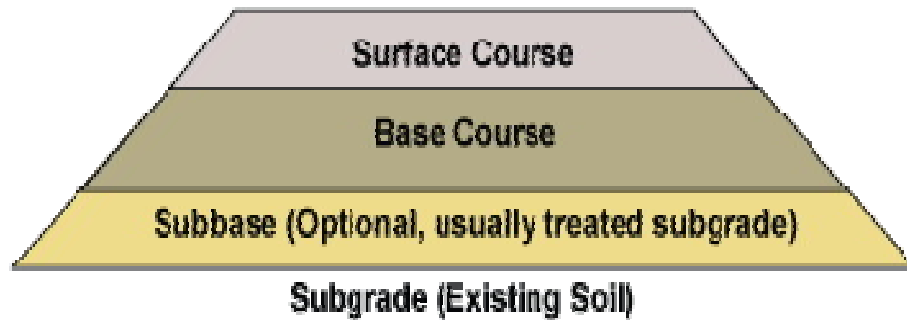 Surface Course
Base Course
Subbase (Optional, usually treated subgrade)
Subgrade (Existing Soil)